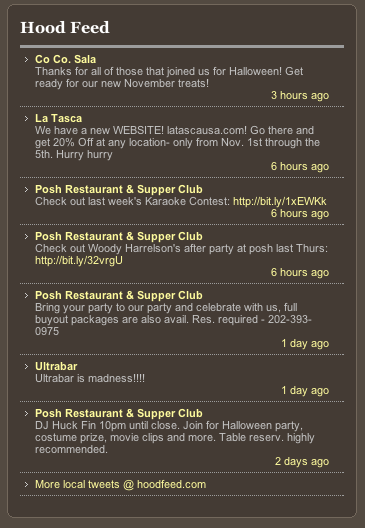 Hood Feed
Co Co. Sala
Thanks for all of those that joined us for Halloween! Get
ready for our new November treats!
3 hours ago
La Tasca
We have a new WEBSITE! latascausa.com! Go there and
get 20% Off at any location- only from Nov. 1st through the
5th. Hurry hurry
6 hours ago
Posh Restaurant & Supper Club
Check out last week's Karaoke Contest: http://bit.ly/1xEWKk
6 hours ago
Posh Restaurant & Supper Club
Check out Woody Harrelson's after party at posh last Thurs:
http://bit.ly/32vrgU
6 hours ago
Posh Restaurant & Supper Club
Bring your party to our party and celebrate with us, full
buyout packages are also avail. Res. required - 202-393-
0975
1 day ago
Ultrabar
Ultrabar is madness!!!!
1 day ago
Posh Restaurant & Supper Club
DJ Huck Fin 10pm until close. Join for Halloween party,
costume prize, movie clips and more. Table reserv. highly
recommended.
2 days ago
More local tweets @ hoodfeed.com